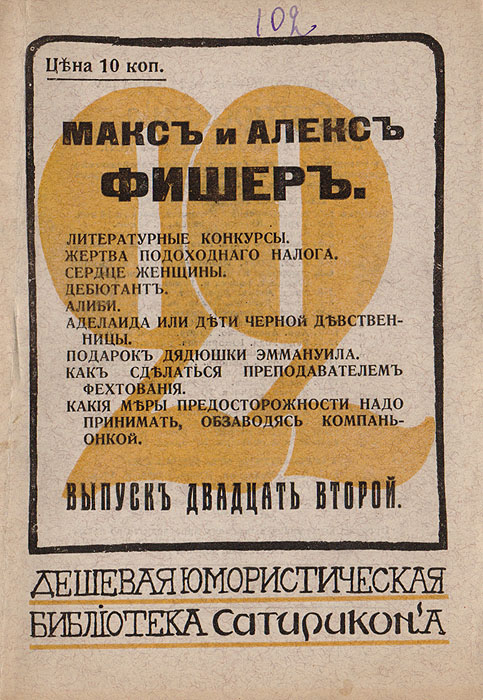 102
Цѣна 10 коп.
22
МАКСЪ и АЛЕКСЪ
ФИШЕРЪ.
ЛИТЕРАТУРНЫЕ КОНКУРСЫ.
ЖЕРТВА ПОДОХОДНАГО НАЛОГА.
СЕРДЦЕ ЖЕНЩИНЫ.
ДЕБЮТАНТЪ.
АЛИБИ.
АДЕЛАИДА ИЛИ ДѢТИ ЧЕРНОЙ ДѢВСТВЕН-
НИЦЫ.
ПОДАРОКЪ ДЯДЮШКИ ЭММАНУИЛА.
КАКЪ СДѢЛАТЬСЯ ПРЕПОДАВАТЕЛЕМЪ
ФЕХТОВАНІЯ.
КАКІЯ МѢРЫ ПРЕДОСТОРОЖНОСТИ НАДО
ПРИНИМАТЬ, ОБЗАВОДЯСЬ КОМПАНЬ-
ОНКОЙ.
ВЫПУСКЪ ДВАДЦАТЬ ВТОРОЙ.
ДЕШЕВАЯ ЮМОРИСТИЧЕСКАЯ
БИБЛІОТЕКА Сатирикон'А